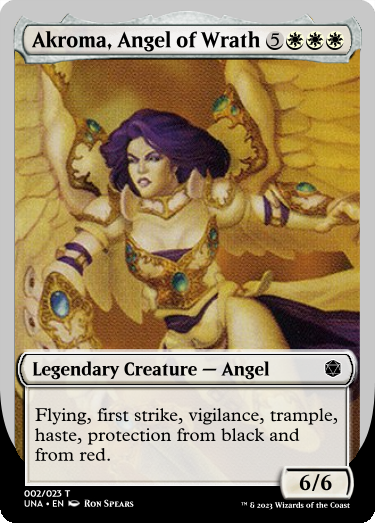 Akroma, Angel of Wrath 5
Legendary Creature — Angel
Flying, first strike, vigilance, trample,
haste, protection from black and
from red.
6/6
002/023 T
UNA • EN Ron Spears
™ & © 2023 Wizards of the Coast